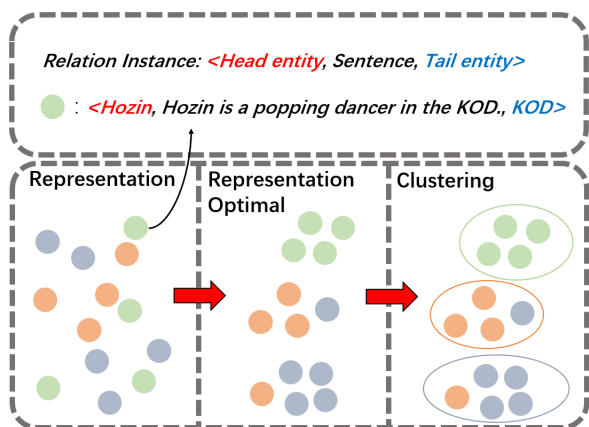 Relation Instance: <Head entity, Sentence, Tail entity>
: <Hozin, Hozin is a popping dancer in the KOD., KOD>
Representation
Representation
Optimal
Clustering